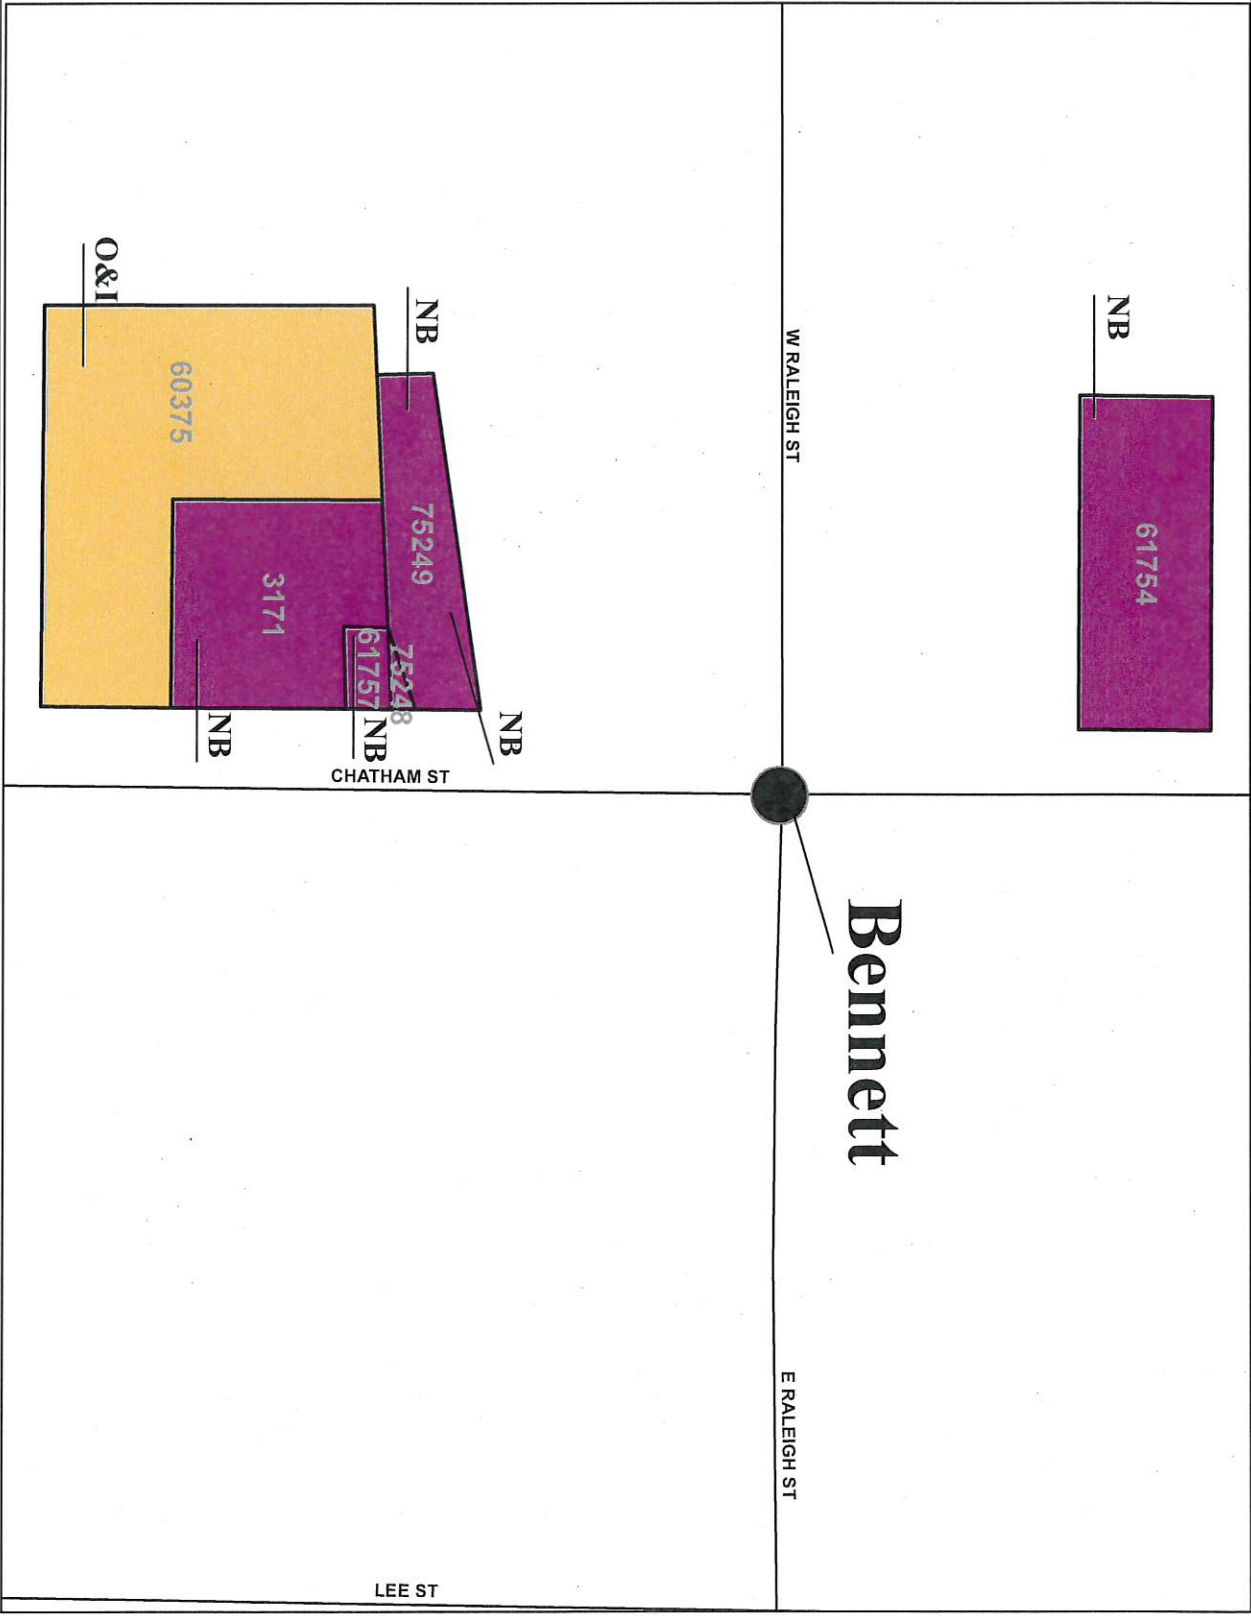 NB
61754
W RALEIGH ST
Bennett
E RALEIGH ST
NB
75249
NB
75248
61757
NB
O&I
60375
3171
NB
CHATHAM ST
LEE ST